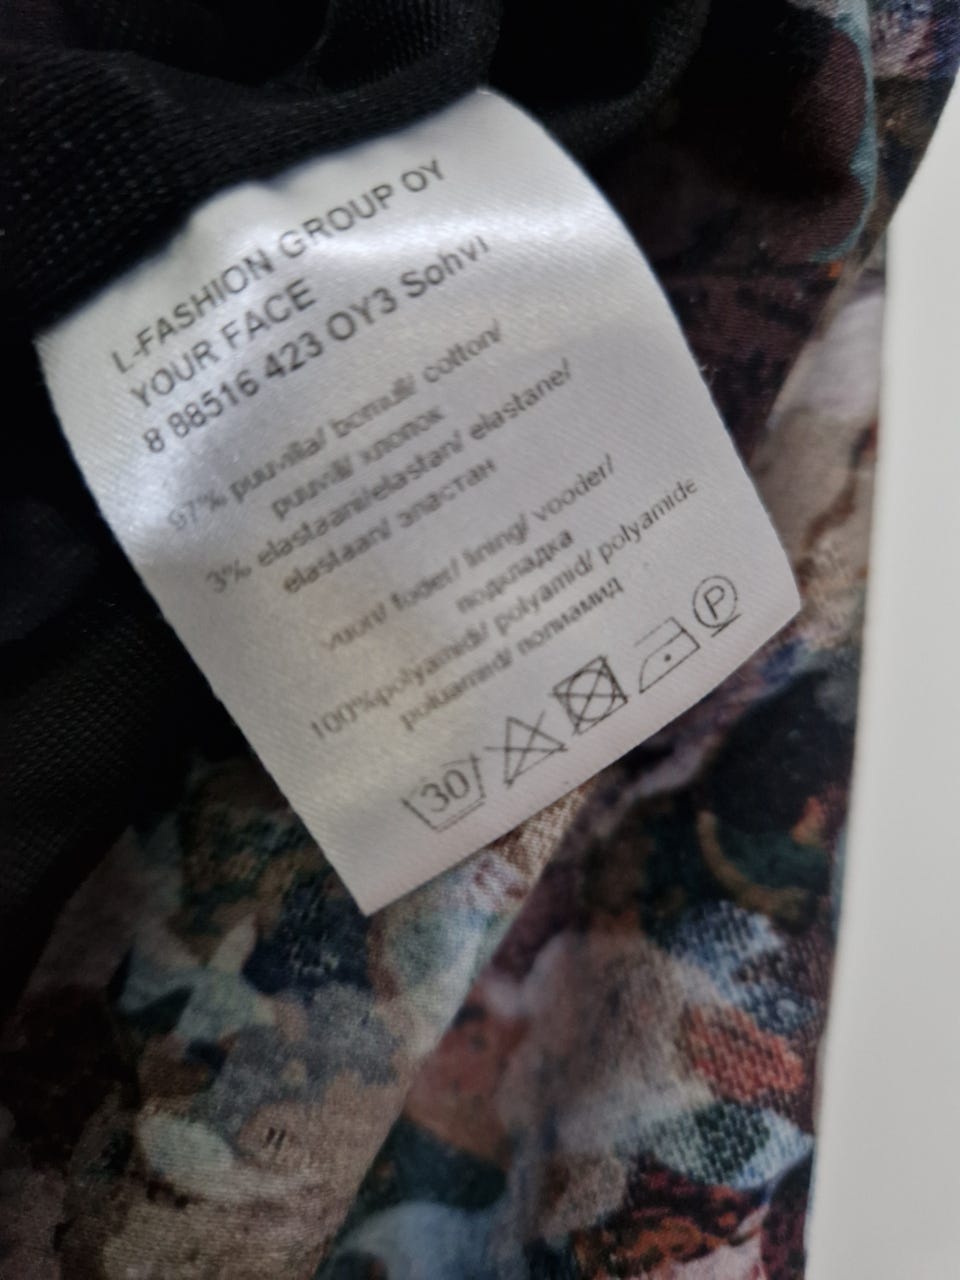 L-FASHION GROUP OY
YOUR FACE
8 88516 423 OY3 Sohvi
97% puuvilla/ bomull/ cotton/
puuvill/ хлопок
3% elastaani/elastan/ elastane/
elastaan/ эластан
vuori/ foder/ lining/ vooder/
подкладка
100%polyamidi/ polyamid/ polyamide
poluamid/ полиамид
30 P